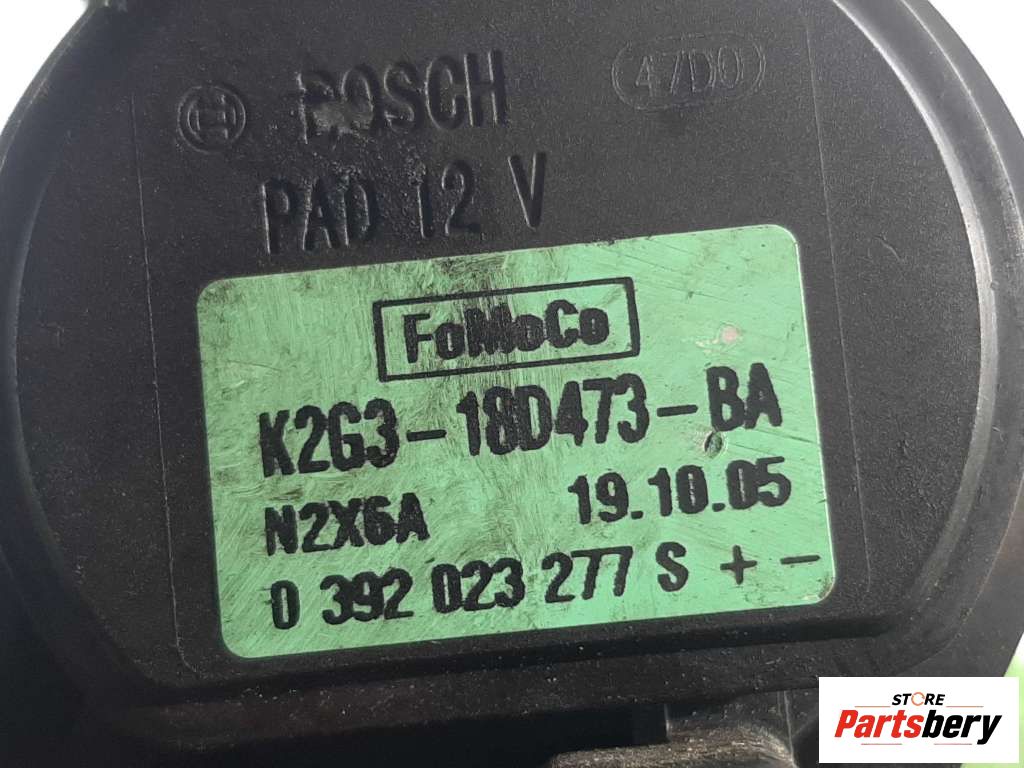 BOSCH
47D0
PAD 12 V
FoMoCo
K2G3-18D473-BA
N2X6A 19.10.05
0 392 023 277 S + -
STORE
Partsbery